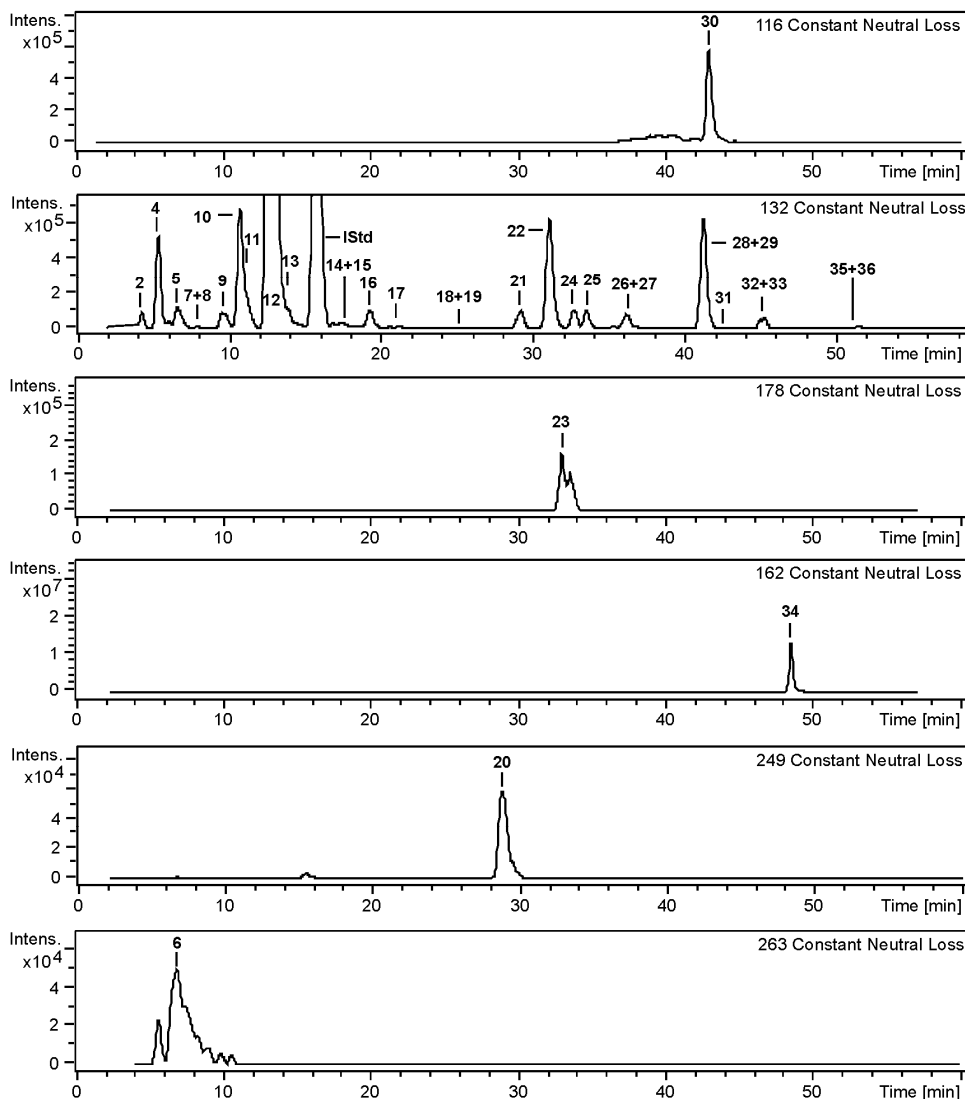 Intens.
x10^5
4
2
0
30
116 Constant Neutral Loss
0 10 20 30 40 50 Time [min]
Intens.
x10^5
4
2
0
2
4
5
7+8
9
10
11
12
13
IStd
14+15
16
17
18+19
21
22
24
25
26+27
28+29
31
32+33
35+36
132 Constant Neutral Loss
0 10 20 30 40 50 Time [min]
Intens.
x10^5
2
1
0
23
178 Constant Neutral Loss
0 10 20 30 40 50 Time [min]
Intens.
x10^7
2
1
0
34
162 Constant Neutral Loss
0 10 20 30 40 50 Time [min]
Intens.
x10^4
4
2
0
20
249 Constant Neutral Loss
0 10 20 30 40 50 Time [min]
Intens.
x10^4
4
2
0
6
263 Constant Neutral Loss
0 10 20 30 40 50 Time [min]